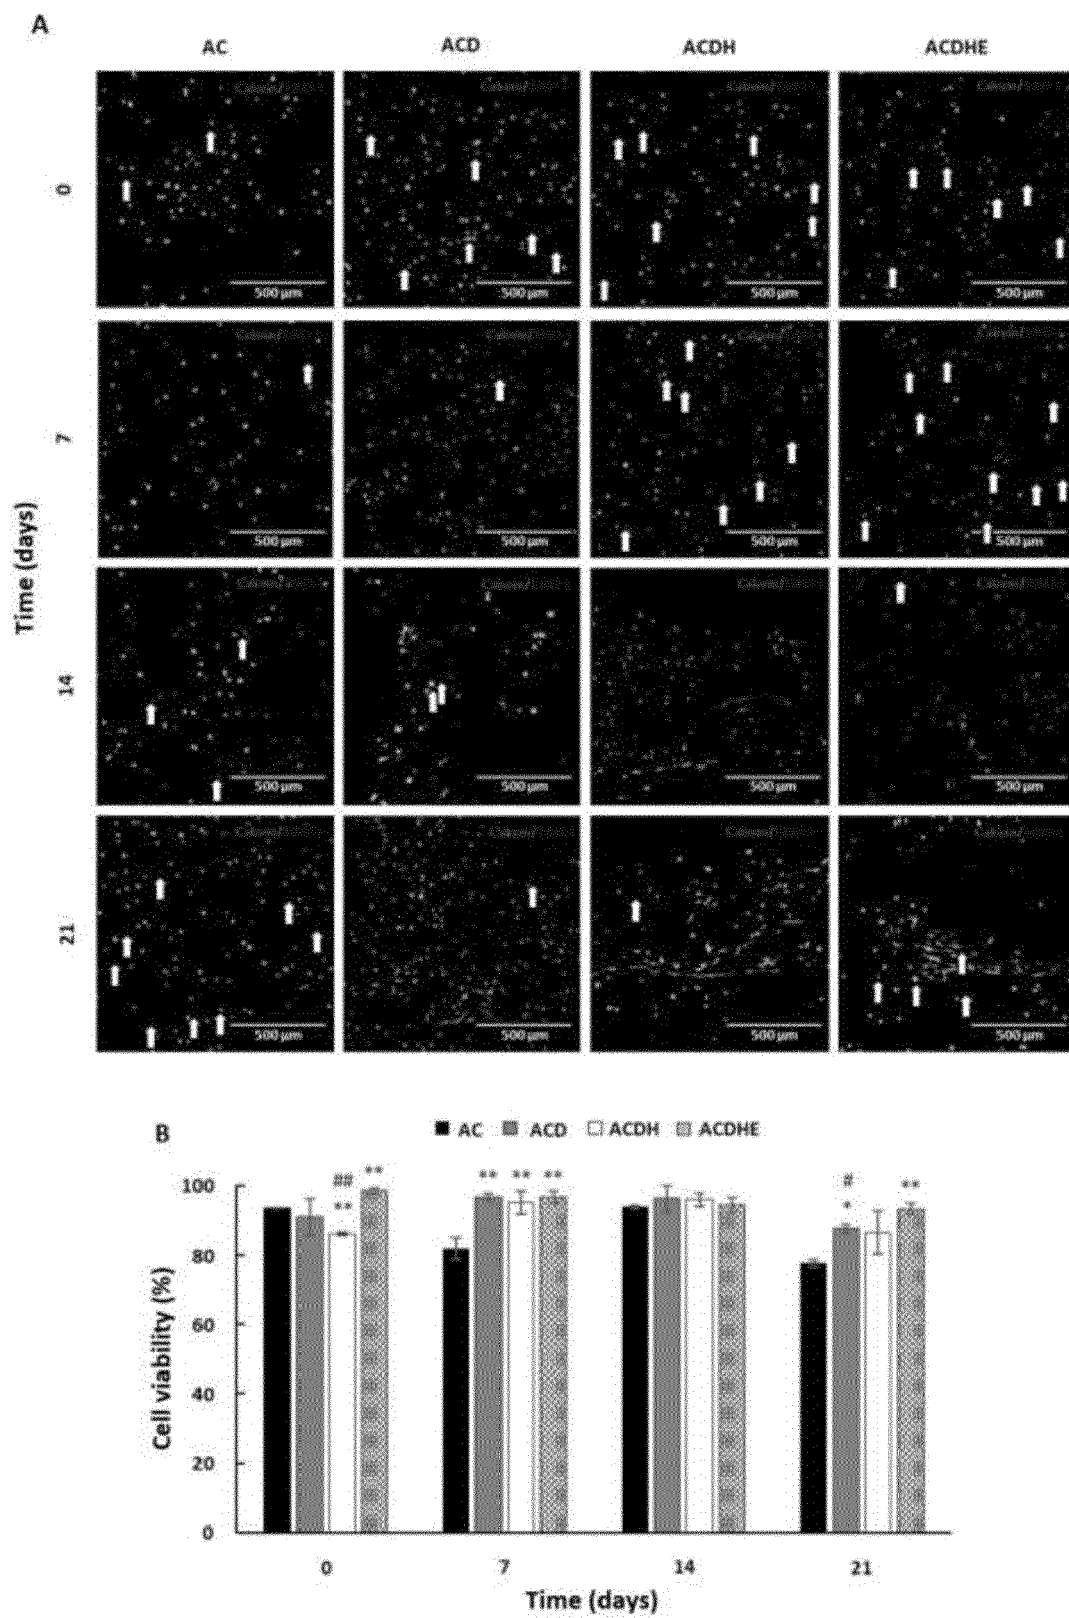 A
AC ACD ACDH ACDHE
0
500 µm 500 µm 500 µm 500 µm
7
500 µm 500 µm 500 µm 500 µm
Time (days)
14
500 µm 500 µm 500 µm 500 µm
21
500 µm 500 µm 500 µm 500 µm
B
AC ACD ACDH ACDHE
## ** ** ** ** # **
** *
100
80
60
40
20
0
Cell viability (%)
0 7 14 21
Time (days)